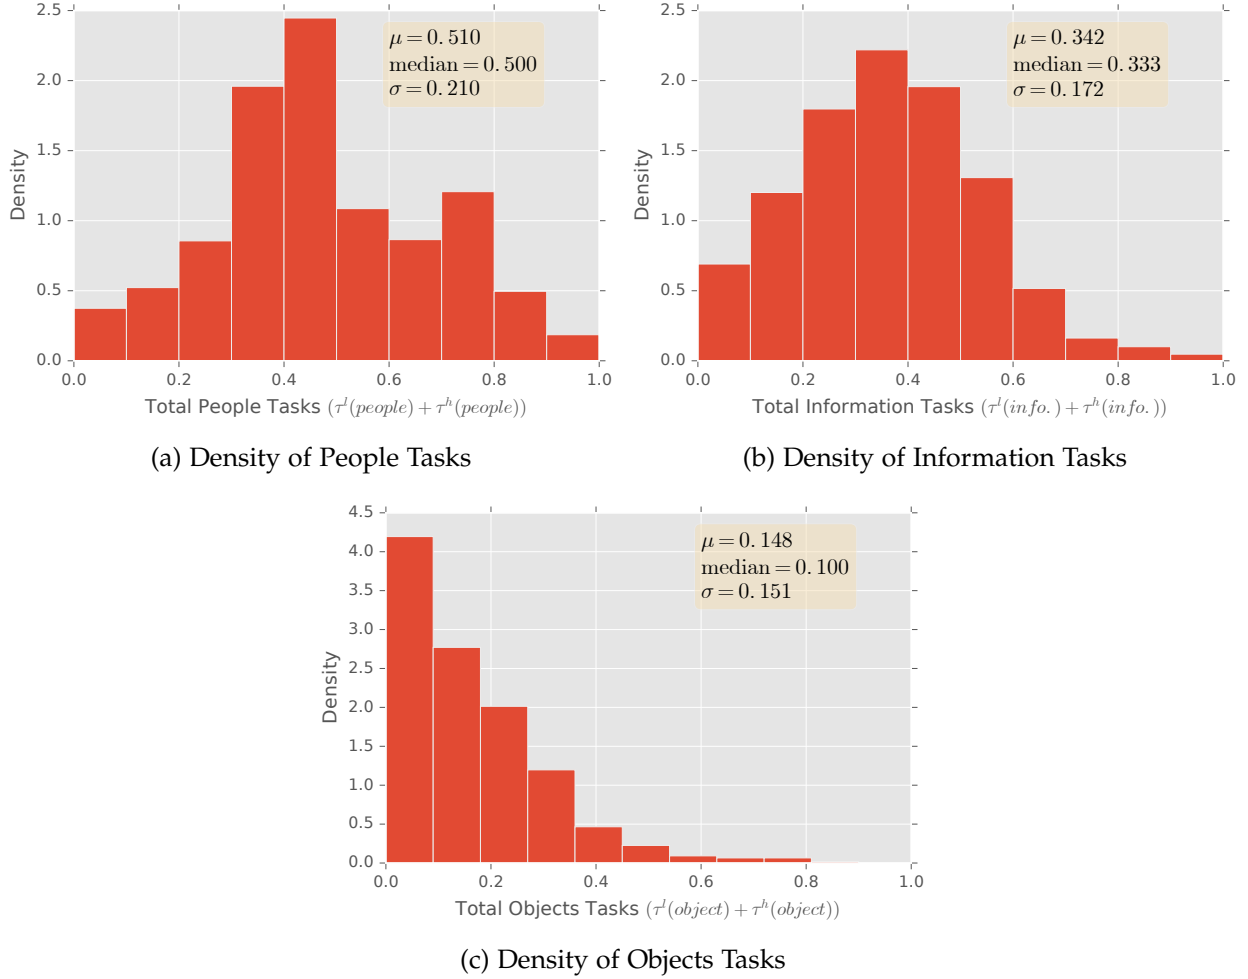 2.5
2.0
1.5
1.0
0.5
0.0
Density
μ = 0.510
median = 0.500
σ = 0.210
0.0 0.2 0.4 0.6 0.8 1.0
Total People Tasks (τ^l(people) + τ^h(people))
(a) Density of People Tasks
2.5
2.0
1.5
1.0
0.5
0.0
Density
μ = 0.342
median = 0.333
σ = 0.172
0.0 0.2 0.4 0.6 0.8 1.0
Total Information Tasks (τ^l(info.) + τ^h(info.))
(b) Density of Information Tasks
4.5
4.0
3.5
3.0
2.5
2.0
1.5
1.0
0.5
0.0
Density
μ = 0.148
median = 0.100
σ = 0.151
0.0 0.2 0.4 0.6 0.8 1.0
Total Objects Tasks (τ^l(object) + τ^h(object))
(c) Density of Objects Tasks